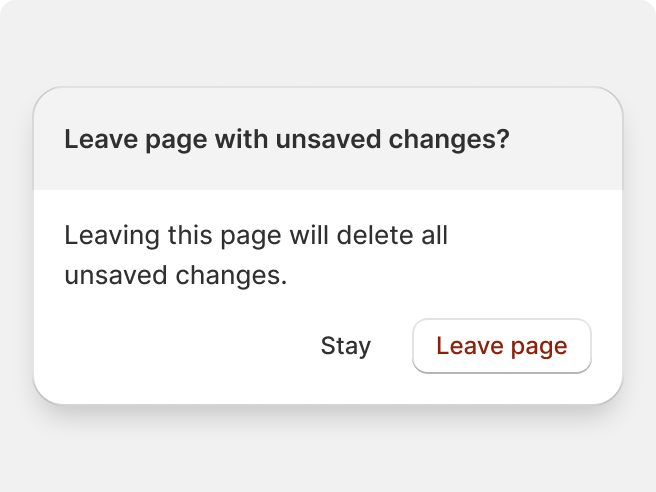 Leave page with unsaved changes?
Leaving this page will delete all
unsaved changes.
Stay
Leave page